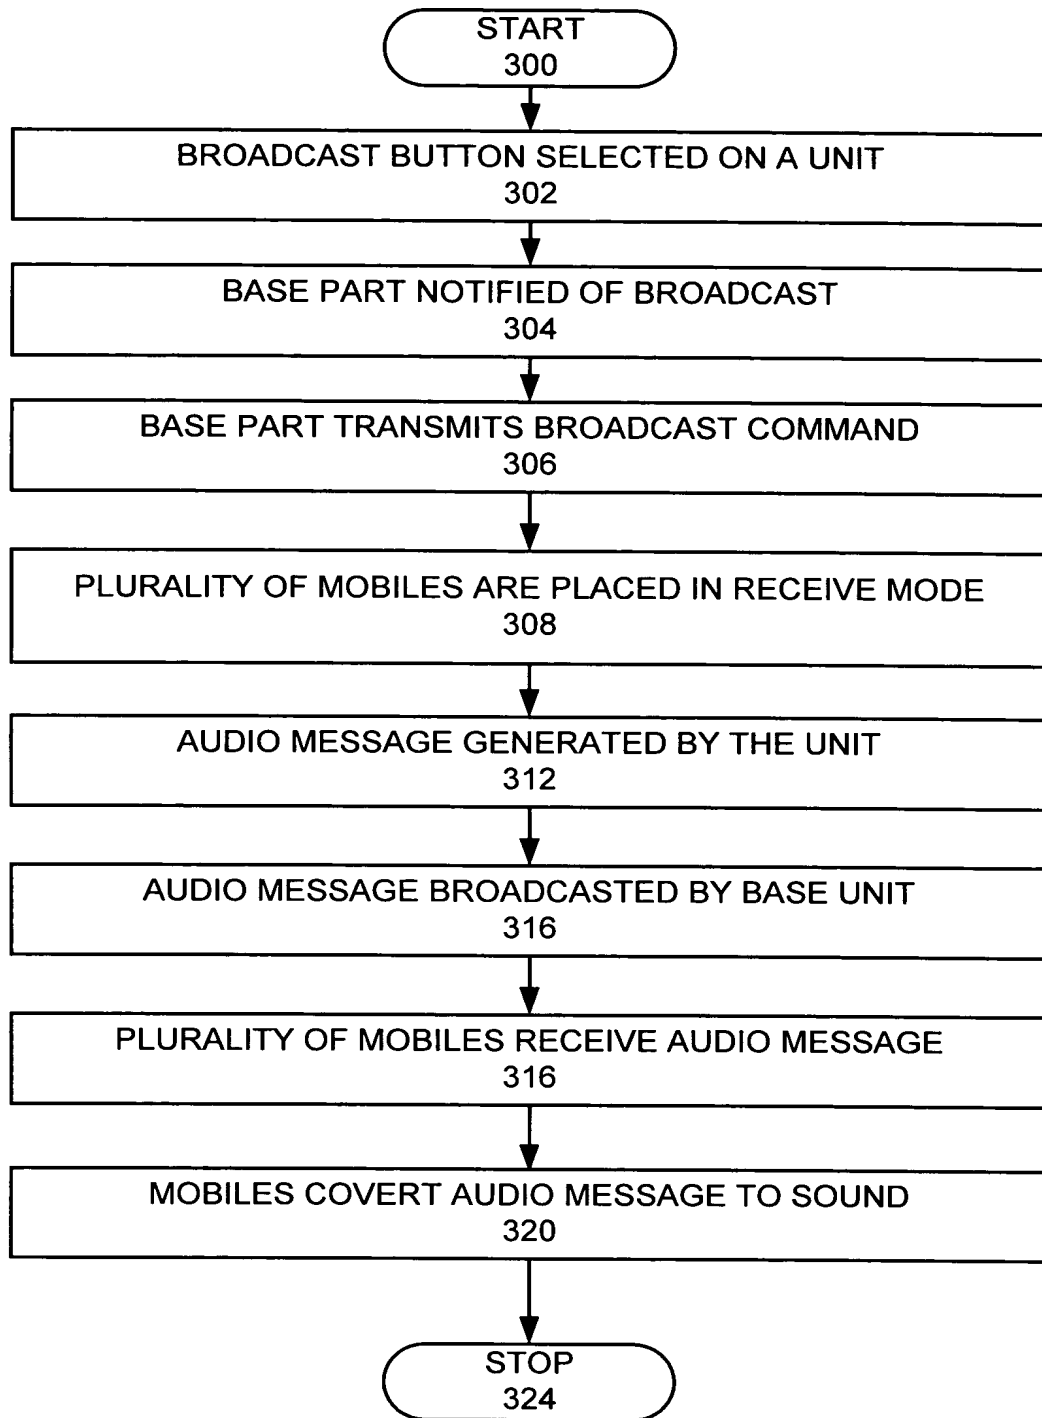 START
300
BROADCAST BUTTON SELECTED ON A UNIT
302
BASE PART NOTIFIED OF BROADCAST
304
BASE PART TRANSMITS BROADCAST COMMAND
306
PLURALITY OF MOBILES ARE PLACED IN RECEIVE MODE
308
AUDIO MESSAGE GENERATED BY THE UNIT
312
AUDIO MESSAGE BROADCASTED BY BASE UNIT
316
PLURALITY OF MOBILES RECEIVE AUDIO MESSAGE
316
MOBILES COVERT AUDIO MESSAGE TO SOUND
320
STOP
324